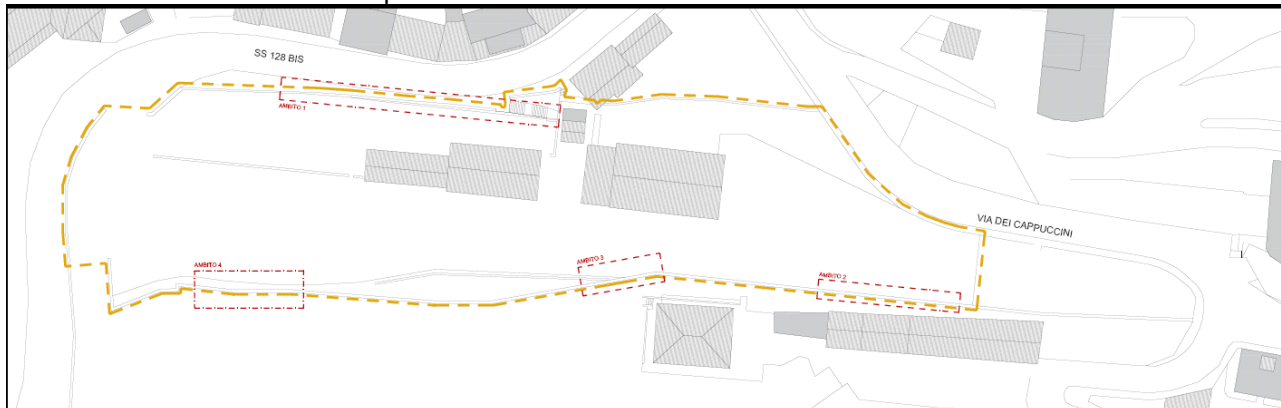 SS 128 BIS
AMBITO 1
VIA DEI CAPPUCCINI
AMBITO 4
AMBITO 3
AMBITO 2